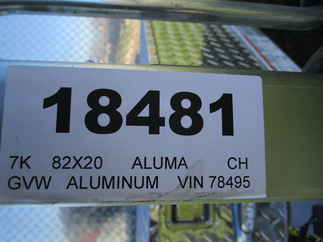 18481
7K 82X20 ALUMA CH
GVW ALUMINUM VIN 78495